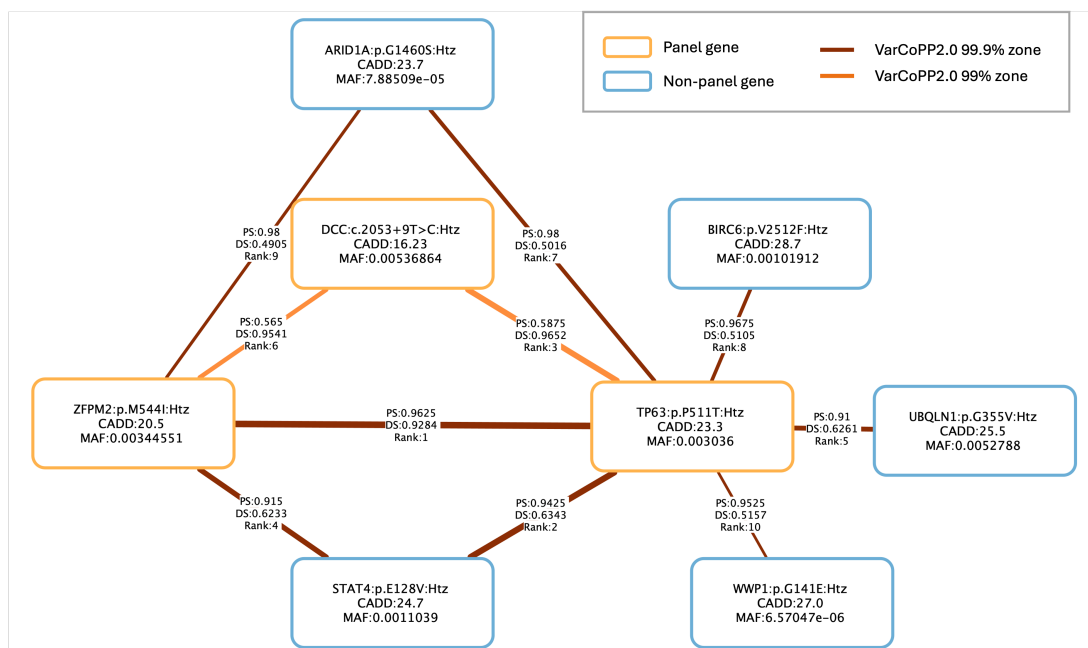 ARID1A:p.G1460S:Htz
CADD:23.7
MAF:7.88509e-05
Panel gene
Non-panel gene
VarCoPP2.0 99.9% zone
VarCoPP2.0 99% zone
PS:0.98
DS:0.4905
Rank:9
DCC:c.2053+9T>C:Htz
CADD:16.23
MAF:0.00536864
PS:0.98
DS:0.5016
Rank:7
BIRC6:p.V2512F:Htz
CADD:28.7
MAF:0.00101912
PS:0.565
DS:0.9541
Rank:6
PS:0.5875
DS:0.9652
Rank:3
PS:0.9675
DS:0.5105
Rank:8
ZFPM2:p.M544I:Htz
CADD:20.5
MAF:0.00344551
PS:0.9625
DS:0.9284
Rank:1
TP63:p.P511T:Htz
CADD:23.3
MAF:0.003036
PS:0.91
DS:0.6261
Rank:5
UBQLN1:p.G355V:Htz
CADD:25.5
MAF:0.0052788
PS:0.915
DS:0.6233
Rank:4
PS:0.9425
DS:0.6343
Rank:2
PS:0.9525
DS:0.5157
Rank:10
STAT4:p.E128V:Htz
CADD:24.7
MAF:0.0011039
WWP1:p.G141E:Htz
CADD:27.0
MAF:6.57047e-06